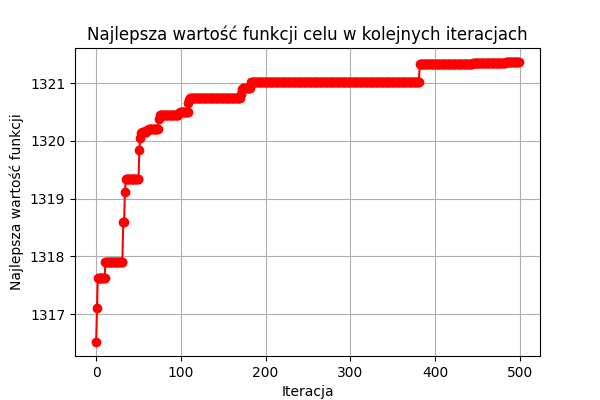 Najlepsza wartość funkcji celu w kolejnych iteracjach
Najlepsza wartość funkcji
1321
1320
1319
1318
1317
0 100 200 300 400 500
Iteracja